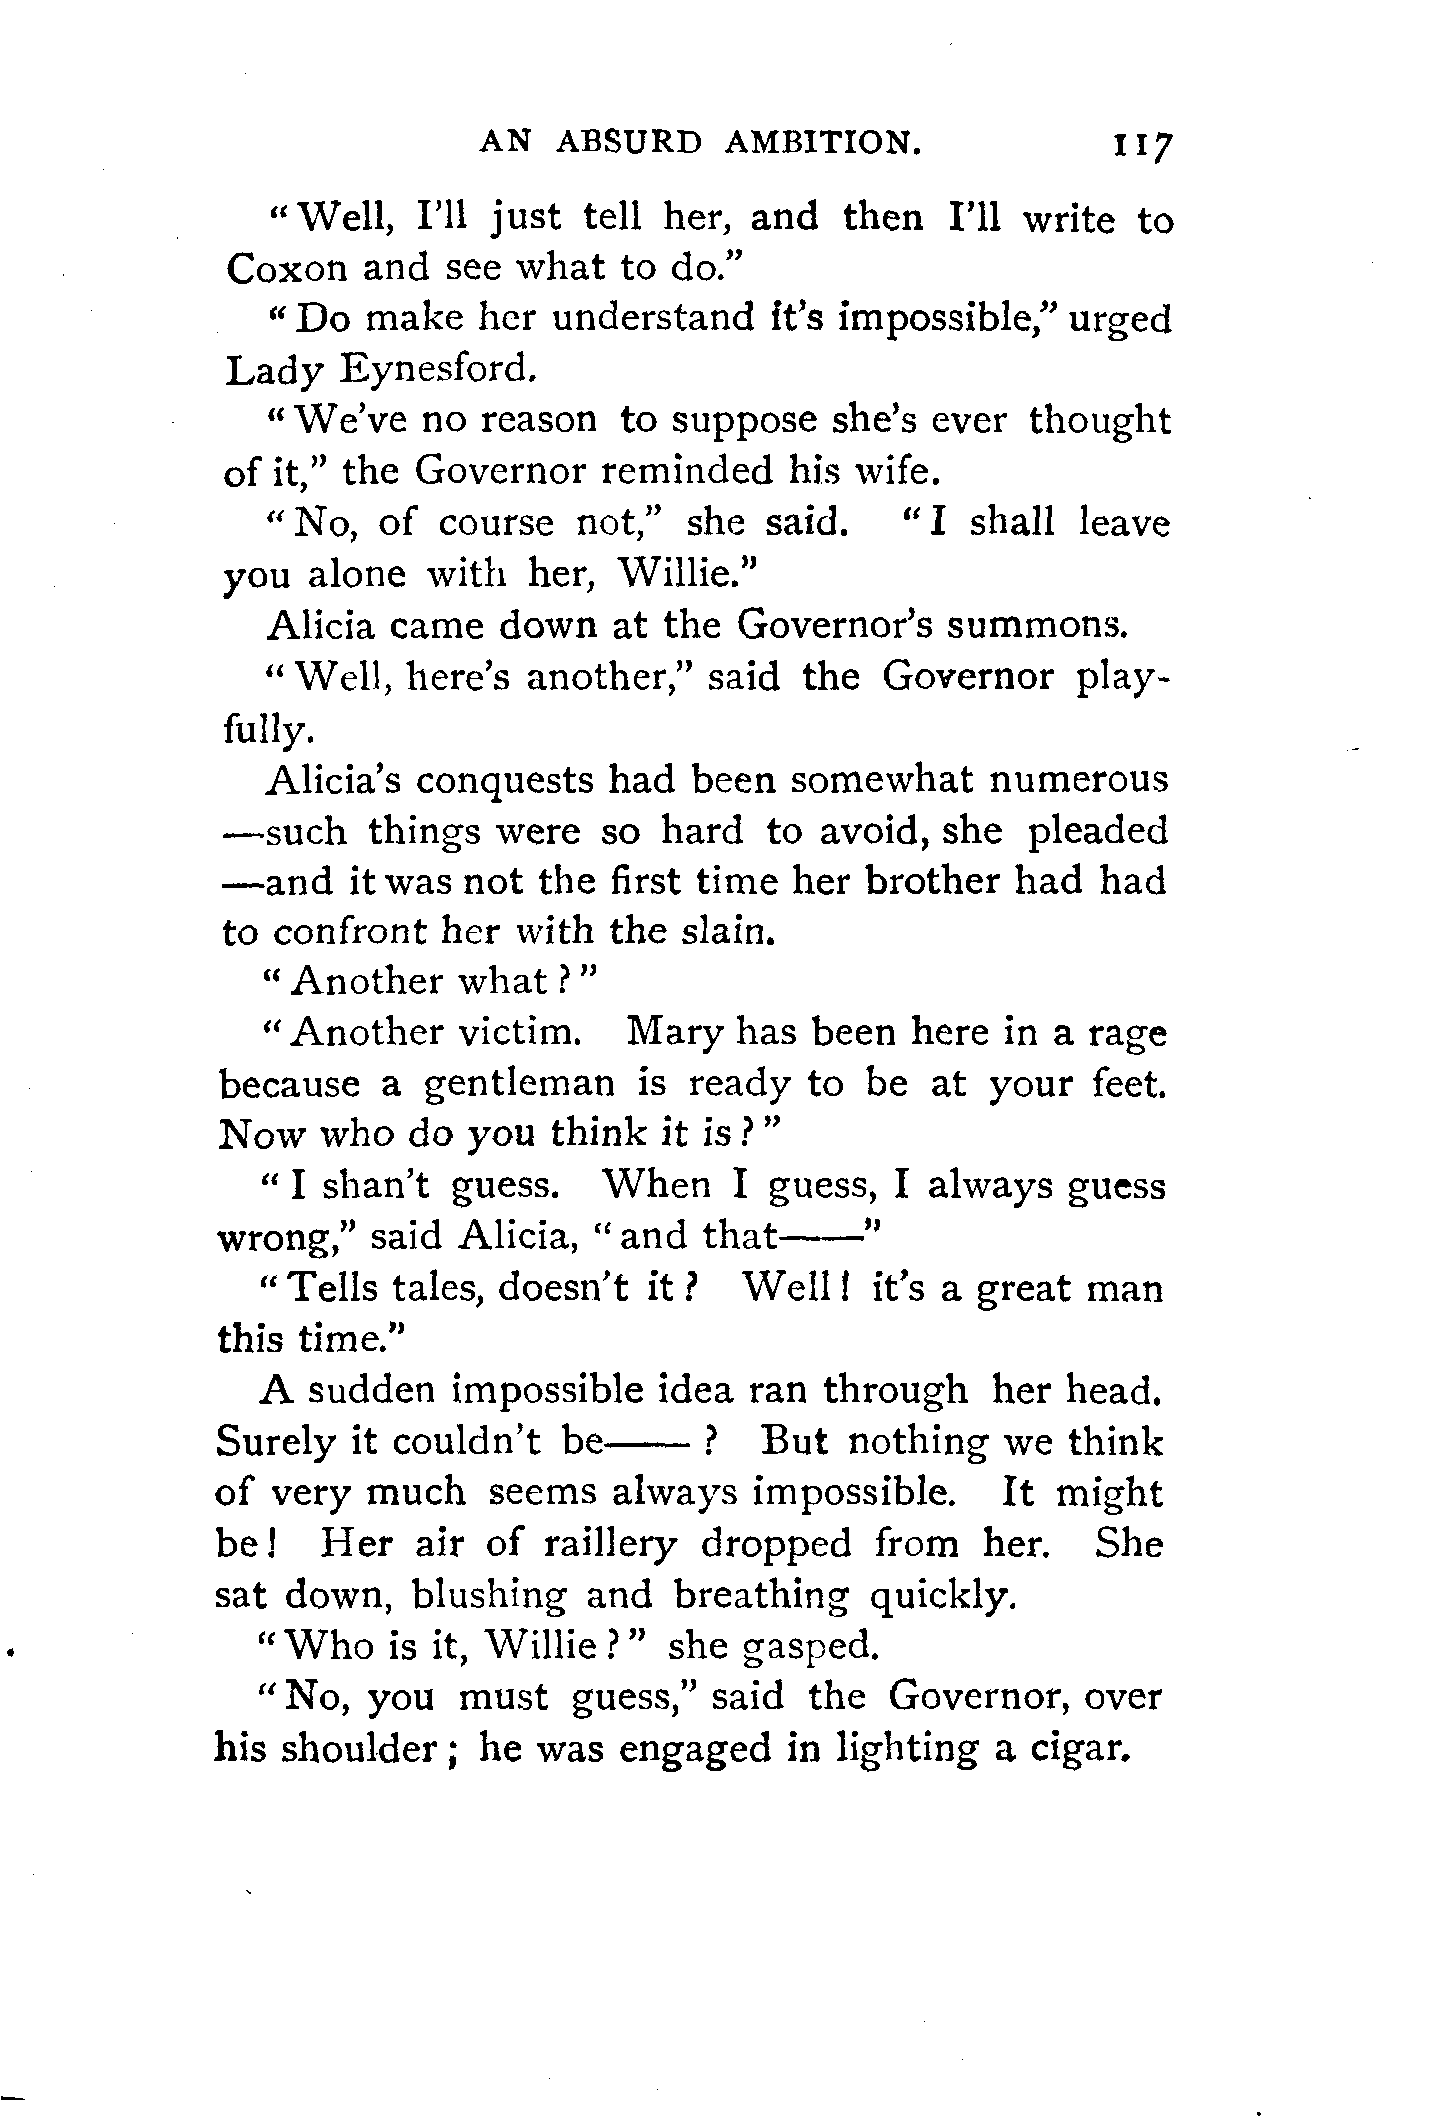 AN ABSURD AMBITION. 117
"Well, I'll just tell her, and then I'll write to
Coxon and see what to do."
"Do make her understand it's impossible," urged
Lady Eynesford.
"We've no reason to suppose she's ever thought
of it," the Governor reminded his wife.
"No, of course not," she said. "I shall leave
you alone with her, Willie."
Alicia came down at the Governor's summons.
"Well, here's another," said the Governor play-
fully.
Alicia's conquests had been somewhat numerous
—such things were so hard to avoid, she pleaded
—and it was not the first time her brother had had
to confront her with the slain.
"Another what?"
"Another victim. Mary has been here in a rage
because a gentleman is ready to be at your feet.
Now who do you think it is?"
"I shan't guess. When I guess, I always guess
wrong," said Alicia, "and that——"
"Tells tales, doesn't it? Well! it's a great man
this time."
A sudden impossible idea ran through her head.
Surely it couldn't be—— ? But nothing we think
of very much seems always impossible. It might
be! Her air of raillery dropped from her. She
sat down, blushing and breathing quickly.
"Who is it, Willie?" she gasped.
"No, you must guess," said the Governor, over
his shoulder; he was engaged in lighting a cigar.